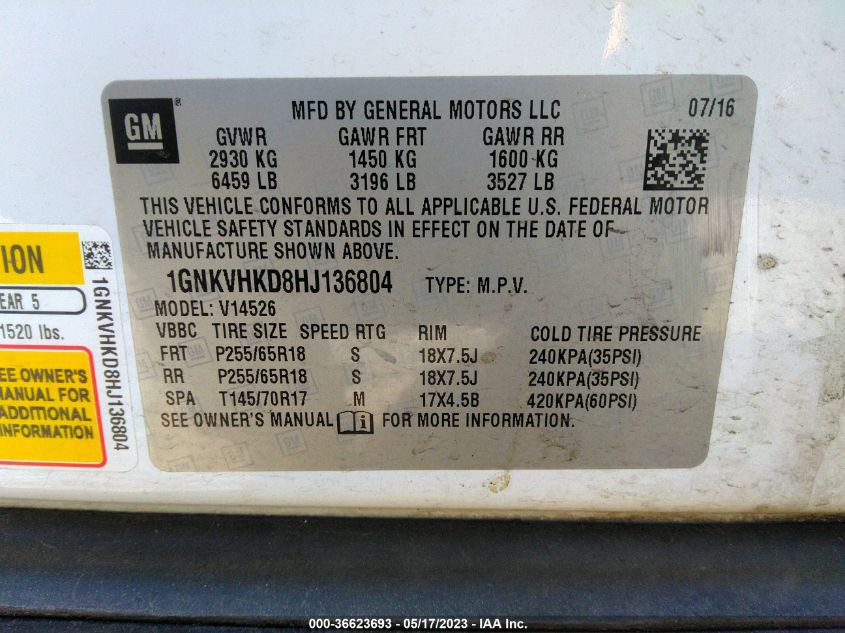 GM ®
MFD BY GENERAL MOTORS LLC 07/16
GVWR GAWR FRT GAWR RR
2930 KG 1450 KG 1600 KG
6459 LB 3196 LB 3527 LB
THIS VEHICLE CONFORMS TO ALL APPLICABLE U.S. FEDERAL MOTOR
VEHICLE SAFETY STANDARDS IN EFFECT ON THE DATE OF
MANUFACTURE SHOWN ABOVE.
1GNKVHKD8HJ136804 TYPE: M.P.V.
MODEL: V14526
VBBC TIRE SIZE SPEED RTG RIM COLD TIRE PRESSURE
FRT P255/65R18 S 18X7.5J 240KPA(35PSI)
RR P255/65R18 S 18X7.5J 240KPA(35PSI)
SPA T145/70R17 M 17X4.5B 420KPA(60PSI)
SEE OWNER'S MANUAL i FOR MORE INFORMATION.
ION
EAR 5
1520 lbs.
SEE OWNER'S
MANUAL FOR
ADDITIONAL
INFORMATION
1GNKVHKD8HJ136804
000-36623693 - 05/17/2023 - IAA Inc.